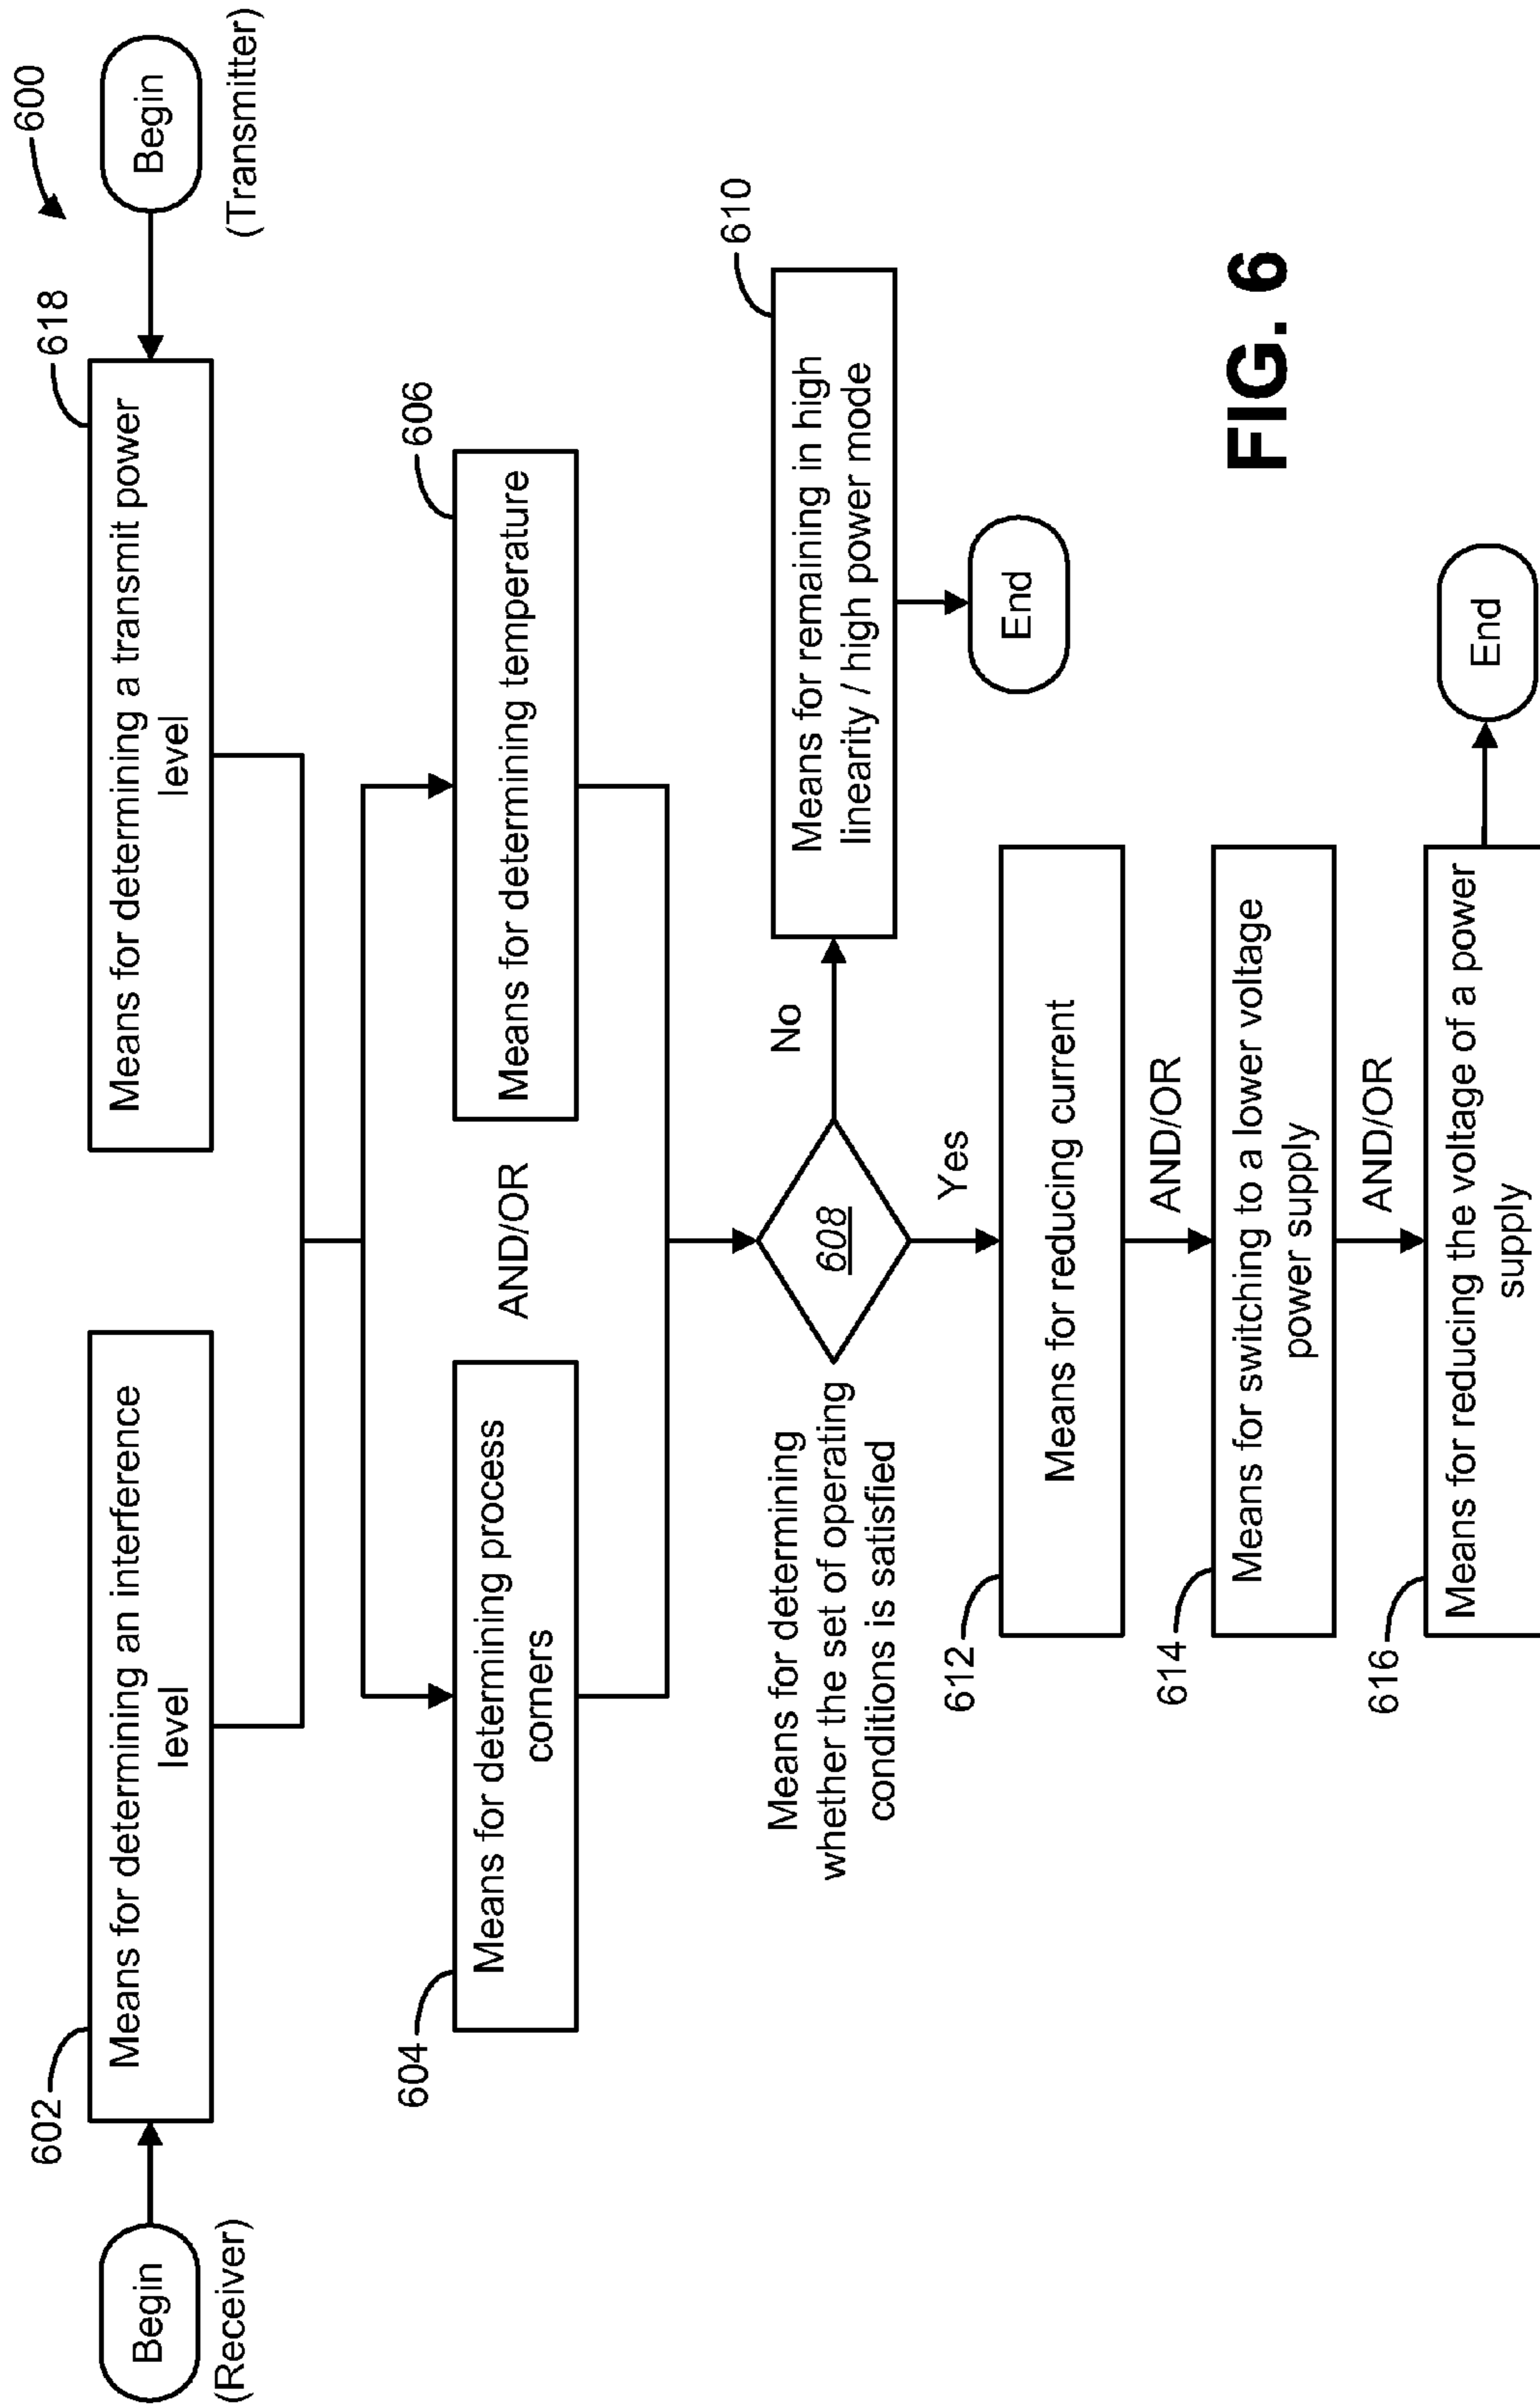 600
Begin
(Receiver)
602
Means for determining an interference
level
618
Means for determining a transmit power
level
Begin
(Transmitter)
604
Means for determining process
corners
AND/OR
606
Means for determining temperature
Means for determining
whether the set of operating
conditions is satisfied
608
No
610
Means for remaining in high
linearity / high power mode
End
Yes
612
Means for reducing current
AND/OR
614
Means for switching to a lower voltage
power supply
AND/OR
616
Means for reducing the voltage of a power
supply
End
FIG. 6